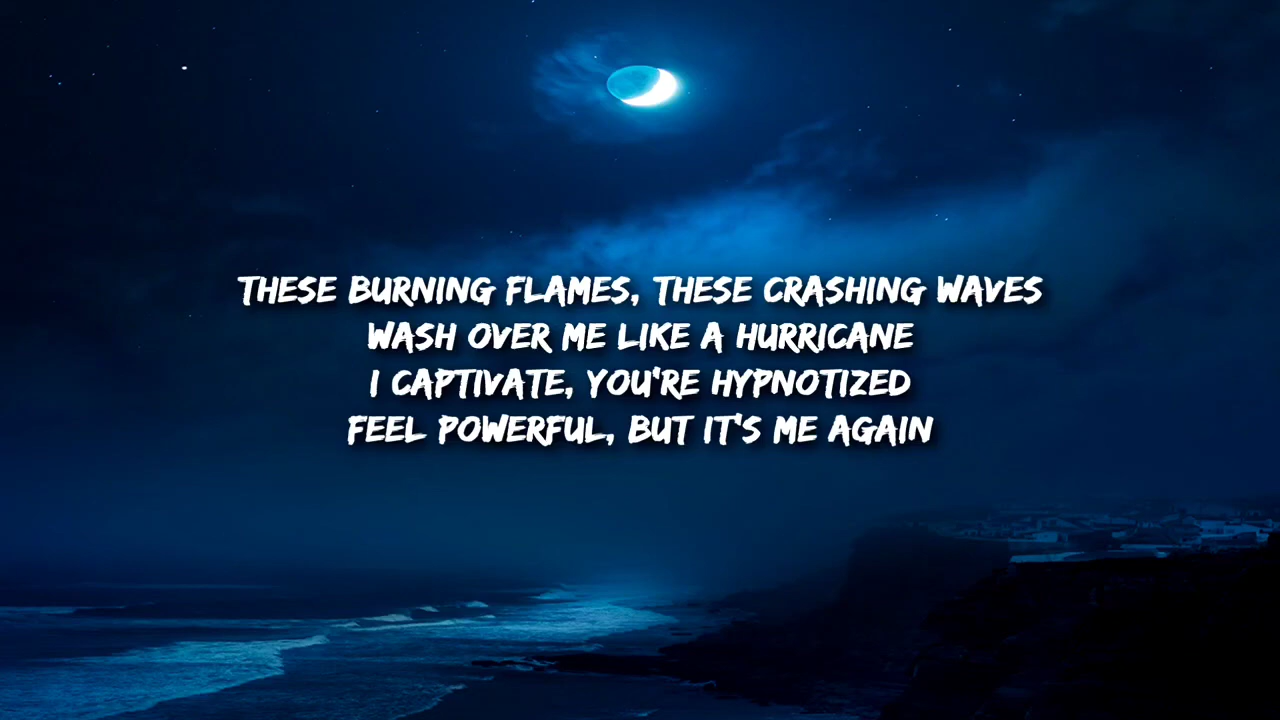 THESE BURNING FLAMES, THESE CRASHING WAVES
WASH OVER ME LIKE A HURRICANE
I CAPTIVATE, YOU'RE HYPNOTIZED
FEEL POWERFUL, BUT IT'S ME AGAIN